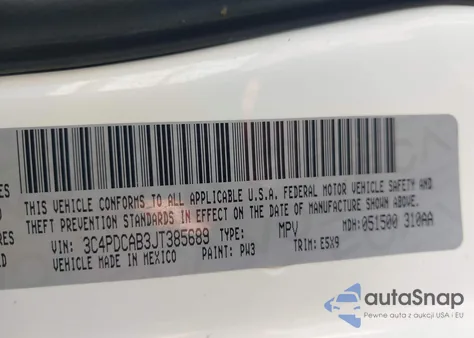 THIS VEHICLE CONFORMS TO ALL APPLICABLE U.S.A. FEDERAL MOTOR VEHICLE SAFETY AND
THEFT PREVENTION STANDARDS IN EFFECT ON THE DATE OF MANUFACTURE SHOWN ABOVE.
VIN: 3C4PDCAB3JT385689 TYPE: MPV MDH: 051500 310AA
VEHICLE MADE IN MEXICO PAINT: PW3 TRIM: E5X9
autoSnap
Pewne auta z aukcji USA i EU